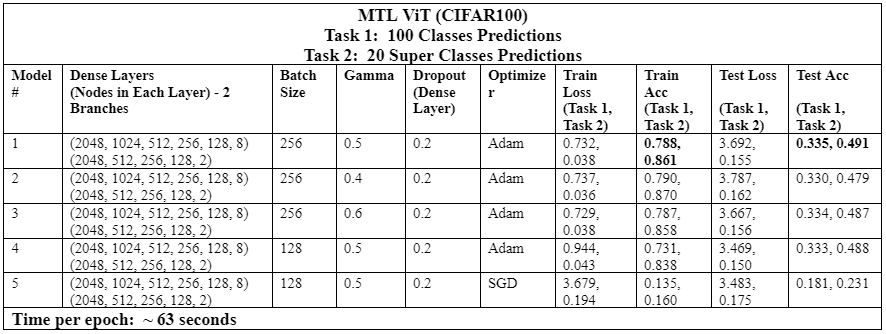 MTL ViT (CIFAR100)
Task 1: 100 Classes Predictions
Task 2: 20 Super Classes Predictions
Model # | Dense Layers (Nodes in Each Layer) - 2 Branches | Batch Size | Gamma | Dropout (Dense Layer) | Optimizer | Train Loss (Task 1, Task 2) | Train Acc (Task 1, Task 2) | Test Loss (Task 1, Task 2) | Test Acc (Task 1, Task 2)
1 | (2048, 1024, 512, 256, 128, 8) (2048, 512, 256, 128, 2) | 256 | 0.5 | 0.2 | Adam | 0.732, 0.038 | 0.788, 0.861 | 3.692, 0.155 | 0.335, 0.491
2 | (2048, 1024, 512, 256, 128, 8) (2048, 512, 256, 128, 2) | 256 | 0.4 | 0.2 | Adam | 0.737, 0.036 | 0.790, 0.870 | 3.787, 0.162 | 0.330, 0.479
3 | (2048, 1024, 512, 256, 128, 8) (2048, 512, 256, 128, 2) | 256 | 0.6 | 0.2 | Adam | 0.729, 0.038 | 0.787, 0.858 | 3.667, 0.156 | 0.334, 0.487
4 | (2048, 1024, 512, 256, 128, 8) (2048, 512, 256, 128, 2) | 128 | 0.5 | 0.2 | Adam | 0.944, 0.043 | 0.731, 0.838 | 3.469, 0.150 | 0.333, 0.488
5 | (2048, 1024, 512, 256, 128, 8) (2048, 512, 256, 128, 2) | 128 | 0.5 | 0.2 | SGD | 3.679, 0.194 | 0.135, 0.160 | 3.483, 0.175 | 0.181, 0.231
Time per epoch: ~ 63 seconds